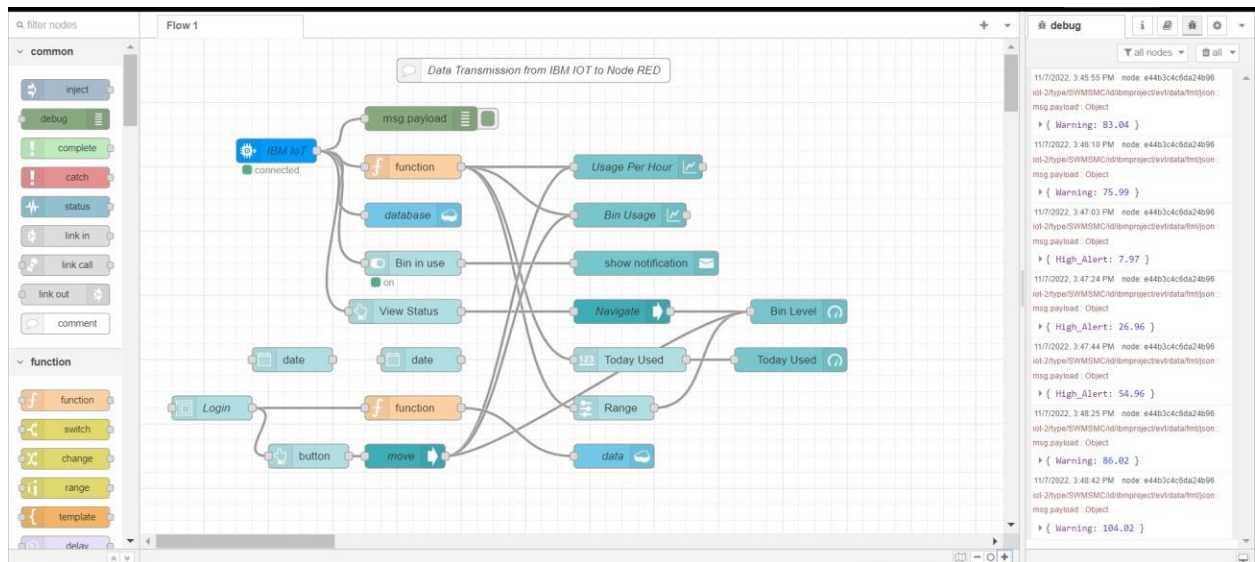 filter nodes
common
inject
debug
complete
catch
status
link in
link call
link out
comment
function
function
switch
change
range
template
delay
Flow 1
Data Transmission from IBM IOT to Node RED
msg.payload
IBM IoT
connected
function
Usage Per Hour
database
Bin Usage
Bin in use
on
show notification
View Status
Navigate
Bin Level
date
date
123 Today Used
Today Used
Login
function
Range
button
move
data
debug
i
all nodes
all
11/7/2022, 3:45:55 PM node: e44b3c4c6da24b96
iot-2/type/SWMSMC/id/ibmproject/evt/data/fmt/json :
msg.payload : Object
{ Warning: 83.04 }
11/7/2022, 3:46:10 PM node: e44b3c4c6da24b96
iot-2/type/SWMSMC/id/ibmproject/evt/data/fmt/json :
msg.payload : Object
{ Warning: 75.99 }
11/7/2022, 3:47:03 PM node: e44b3c4c6da24b96
iot-2/type/SWMSMC/id/ibmproject/evt/data/fmt/json :
msg.payload : Object
{ High_Alert: 7.97 }
11/7/2022, 3:47:24 PM node: e44b3c4c6da24b96
iot-2/type/SWMSMC/id/ibmproject/evt/data/fmt/json :
msg.payload : Object
{ High_Alert: 26.96 }
11/7/2022, 3:47:44 PM node: e44b3c4c6da24b96
iot-2/type/SWMSMC/id/ibmproject/evt/data/fmt/json :
msg.payload : Object
{ High_Alert: 54.96 }
11/7/2022, 3:48:25 PM node: e44b3c4c6da24b96
iot-2/type/SWMSMC/id/ibmproject/evt/data/fmt/json :
msg.payload : Object
{ Warning: 86.02 }
11/7/2022, 3:48:42 PM node: e44b3c4c6da24b96
iot-2/type/SWMSMC/id/ibmproject/evt/data/fmt/json :
msg.payload : Object
{ Warning: 104.02 }